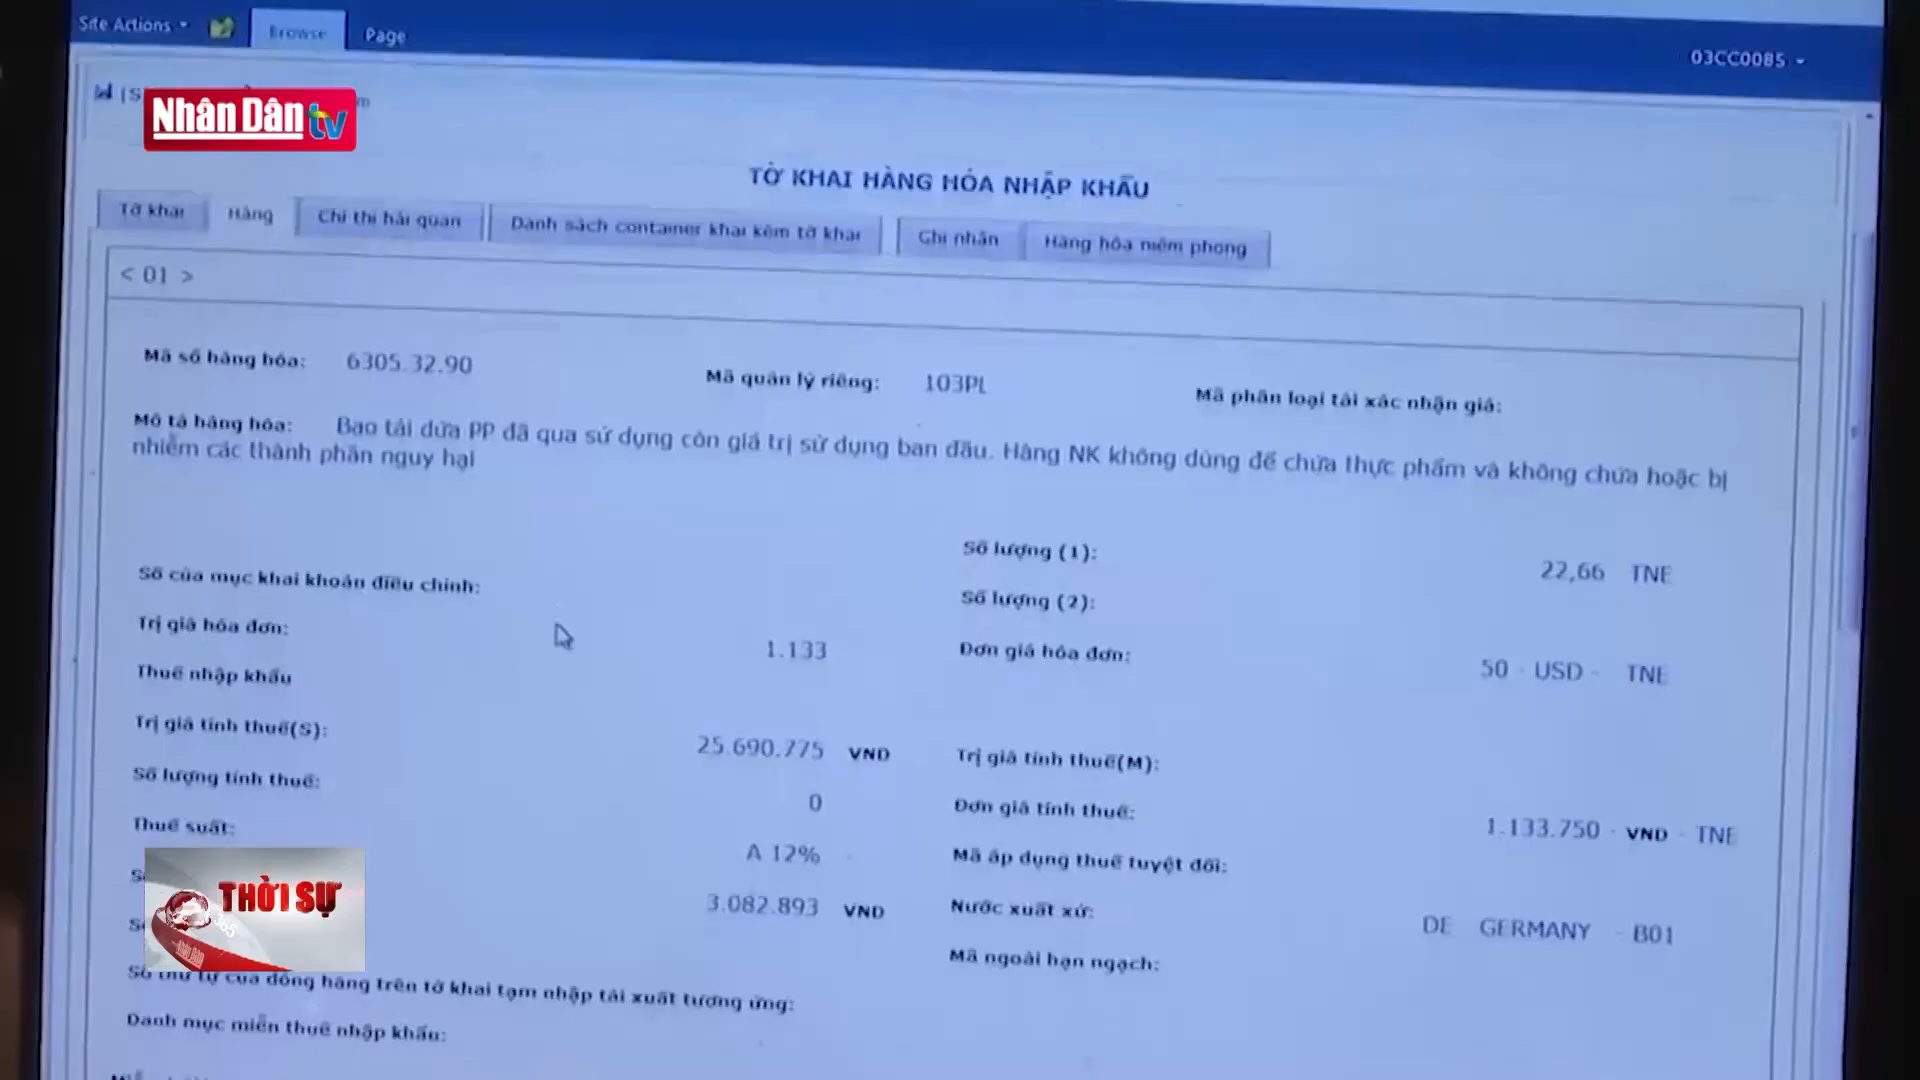 Site Actions Browse Page 03CC0085
Nhân Dân tv
TỜ KHAI HÀNG HÓA NHẬP KHẨU
Tờ khai Hàng Chỉ thị hải quan Danh sách container khai kèm tờ khai Ghi nhãn Hàng hóa niêm phong
< 01 >
Mã số hàng hóa: 6305.32.90 Mã quản lý riêng: 103PL Mã phân loại tái xác nhận giá:
Mô tả hàng hóa: Bao tải dứa PP đã qua sử dụng còn giá trị sử dụng ban đầu. Hàng NK không dùng để chứa thực phẩm và không chứa hoặc bị
nhiễm các thành phần nguy hại
Số lượng (1): 22,66 TNE
Số của mục khai khoản điều chỉnh: Số lượng (2):
Trị giá hóa đơn: 1.133 Đơn giá hóa đơn: 50 - USD - TNE
Thuế nhập khẩu
Trị giá tính thuế(S): 25.690.775 VND Trị giá tính thuế(M):
Số lượng tính thuế: 0 Đơn giá tính thuế: 1.133.750 - VND - TNE
Thuế suất: A 12% Mã áp dụng thuế tuyệt đối:
3.082.893 VND Nước xuất xứ: DE GERMANY - B01
Mã ngoài hạn ngạch:
THỜI SỰ
365
Số thứ tự của dòng hàng trên tờ khai tạm nhập tái xuất tương ứng:
Danh mục miễn thuế nhập khẩu: